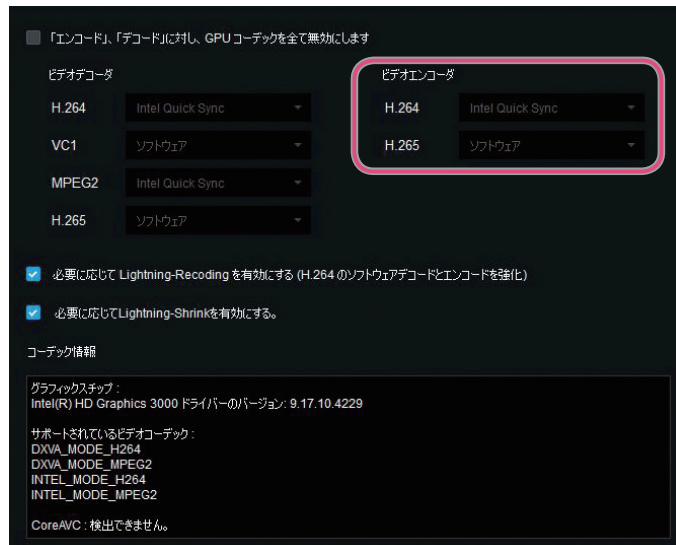 「エンコード」、「デコード」に対し、GPU コーデックを全て無効にします
ビデオデコーダ
ビデオエンコーダ
H.264 Intel Quick Sync
H.264 Intel Quick Sync
VC1 ソフトウェア
H.265 ソフトウェア
MPEG2 Intel Quick Sync
H.265 ソフトウェア
必要に応じて Lightning-Recoding を有効にする (H.264 のソフトウェアデコードとエンコードを強化)
必要に応じてLightning-Shrinkを有効にする。
コーデック情報
グラフィックスチップ :
Intel(R) HD Graphics 3000 ドライバーのバージョン: 9.17.10.4229
サポートされているビデオコーデック :
DXVA_MODE_H264
DXVA_MODE_MPEG2
INTEL_MODE_H264
INTEL_MODE_MPEG2
CoreAVC : 検出できません。